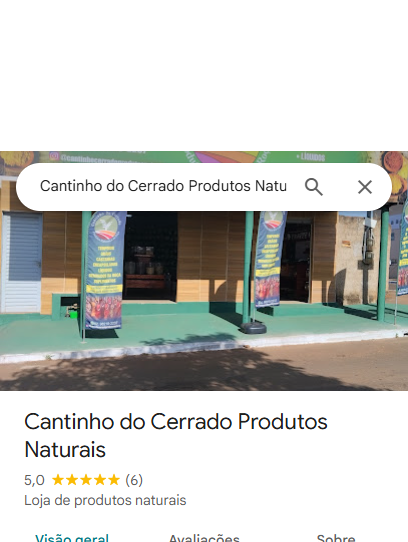 Cantinho do Cerrado Produtos Natu
Cantinho do Cerrado Produtos
Naturais
5,0 (6)
Loja de produtos naturais
Visão geral Avaliações Sobre